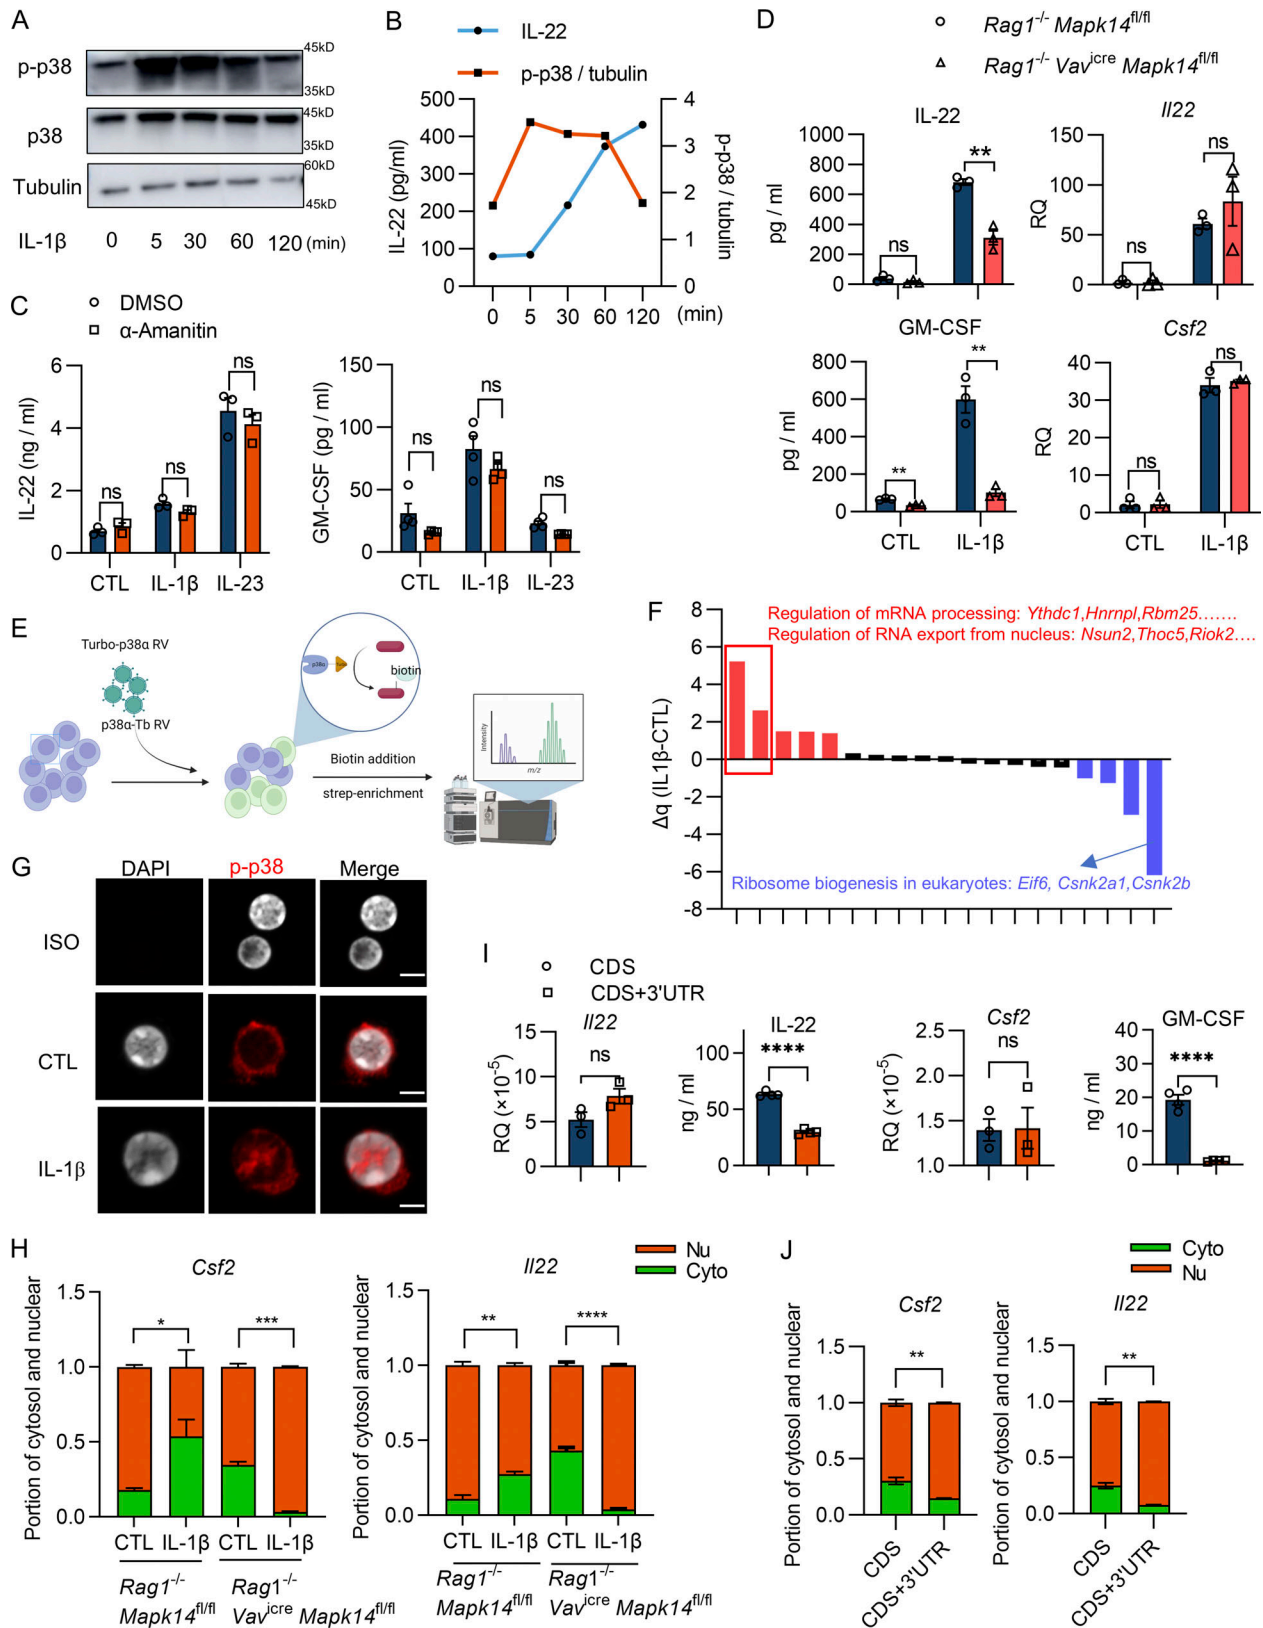 A
p-p38
45kD
35kD
p38
45kD
35kD
Tubulin
60kD
45kD
IL-1β 0 5 30 60 120 (min)
B
IL-22
p-p38 / tubulin
IL-22 (pg/ml)
500
400
300
200
100
0
p-p38 / tubulin
4
3
2
1
0
0 5 30 60 120 (min)
C
DMSO
α-Amanitin
IL-22 (ng / ml)
6
4
2
0
ns ns ns
CTL IL-1β IL-23
GM-CSF (pg / ml)
150
100
50
0
ns ns ns
CTL IL-1β IL-23
D
Rag1-/- Mapk14fl/fl
Rag1-/- Vavicre Mapk14fl/fl
IL-22
pg / ml
1000
800
600
400
200
0
ns **
Il22
RQ
150
100
50
0
ns ns
GM-CSF
pg / ml
800
600
400
200
0
** **
CTL IL-1β
Csf2
RQ
40
30
20
10
0
ns ns
CTL IL-1β
E
Turbo-p38α RV
p38α-Tb RV
p38α
biotin
Biotin addition
strep-enrichment
Intensity
m/z
F
Δq (IL1β-CTL)
8
6
4
2
0
-2
-4
-6
-8
Regulation of mRNA processing: Ythdc1,Hnrnpl,Rbm25.......
Regulation of RNA export from nucleus: Nsun2,Thoc5,Riok2....
Ribosome biogenesis in eukaryotes: Eif6, Csnk2a1,Csnk2b
G
DAPI p-p38 Merge
ISO
CTL
IL-1β
H
Nu
Cyto
Csf2
Portion of cytosol and nuclear
1.5
1.0
0.5
0.0
* ***
CTL IL-1β CTL IL-1β
Rag1-/- Rag1-/-
Mapk14fl/fl Vavicre Mapk14fl/fl
Il22
Portion of cytosol and nuclear
1.5
1.0
0.5
0.0
** ****
CTL IL-1β CTL IL-1β
Rag1-/- Rag1-/-
Mapk14fl/fl Vavicre Mapk14fl/fl
I
CDS
CDS+3'UTR
Il22
RQ (×10-5)
15
10
5
0
ns
IL-22
ng / ml
100
50
0
****
Csf2
RQ (×10-5)
2.5
2.0
1.5
1.0
ns
GM-CSF
ng / ml
40
30
20
10
0
****
J
Cyto
Nu
Csf2
Portion of cytosol and nuclear
1.5
1.0
0.5
0.0
**
CDS
CDS+3'UTR
Il22
Portion of cytosol and nuclear
1.5
1.0
0.5
0.0
**
CDS
CDS+3'UTR